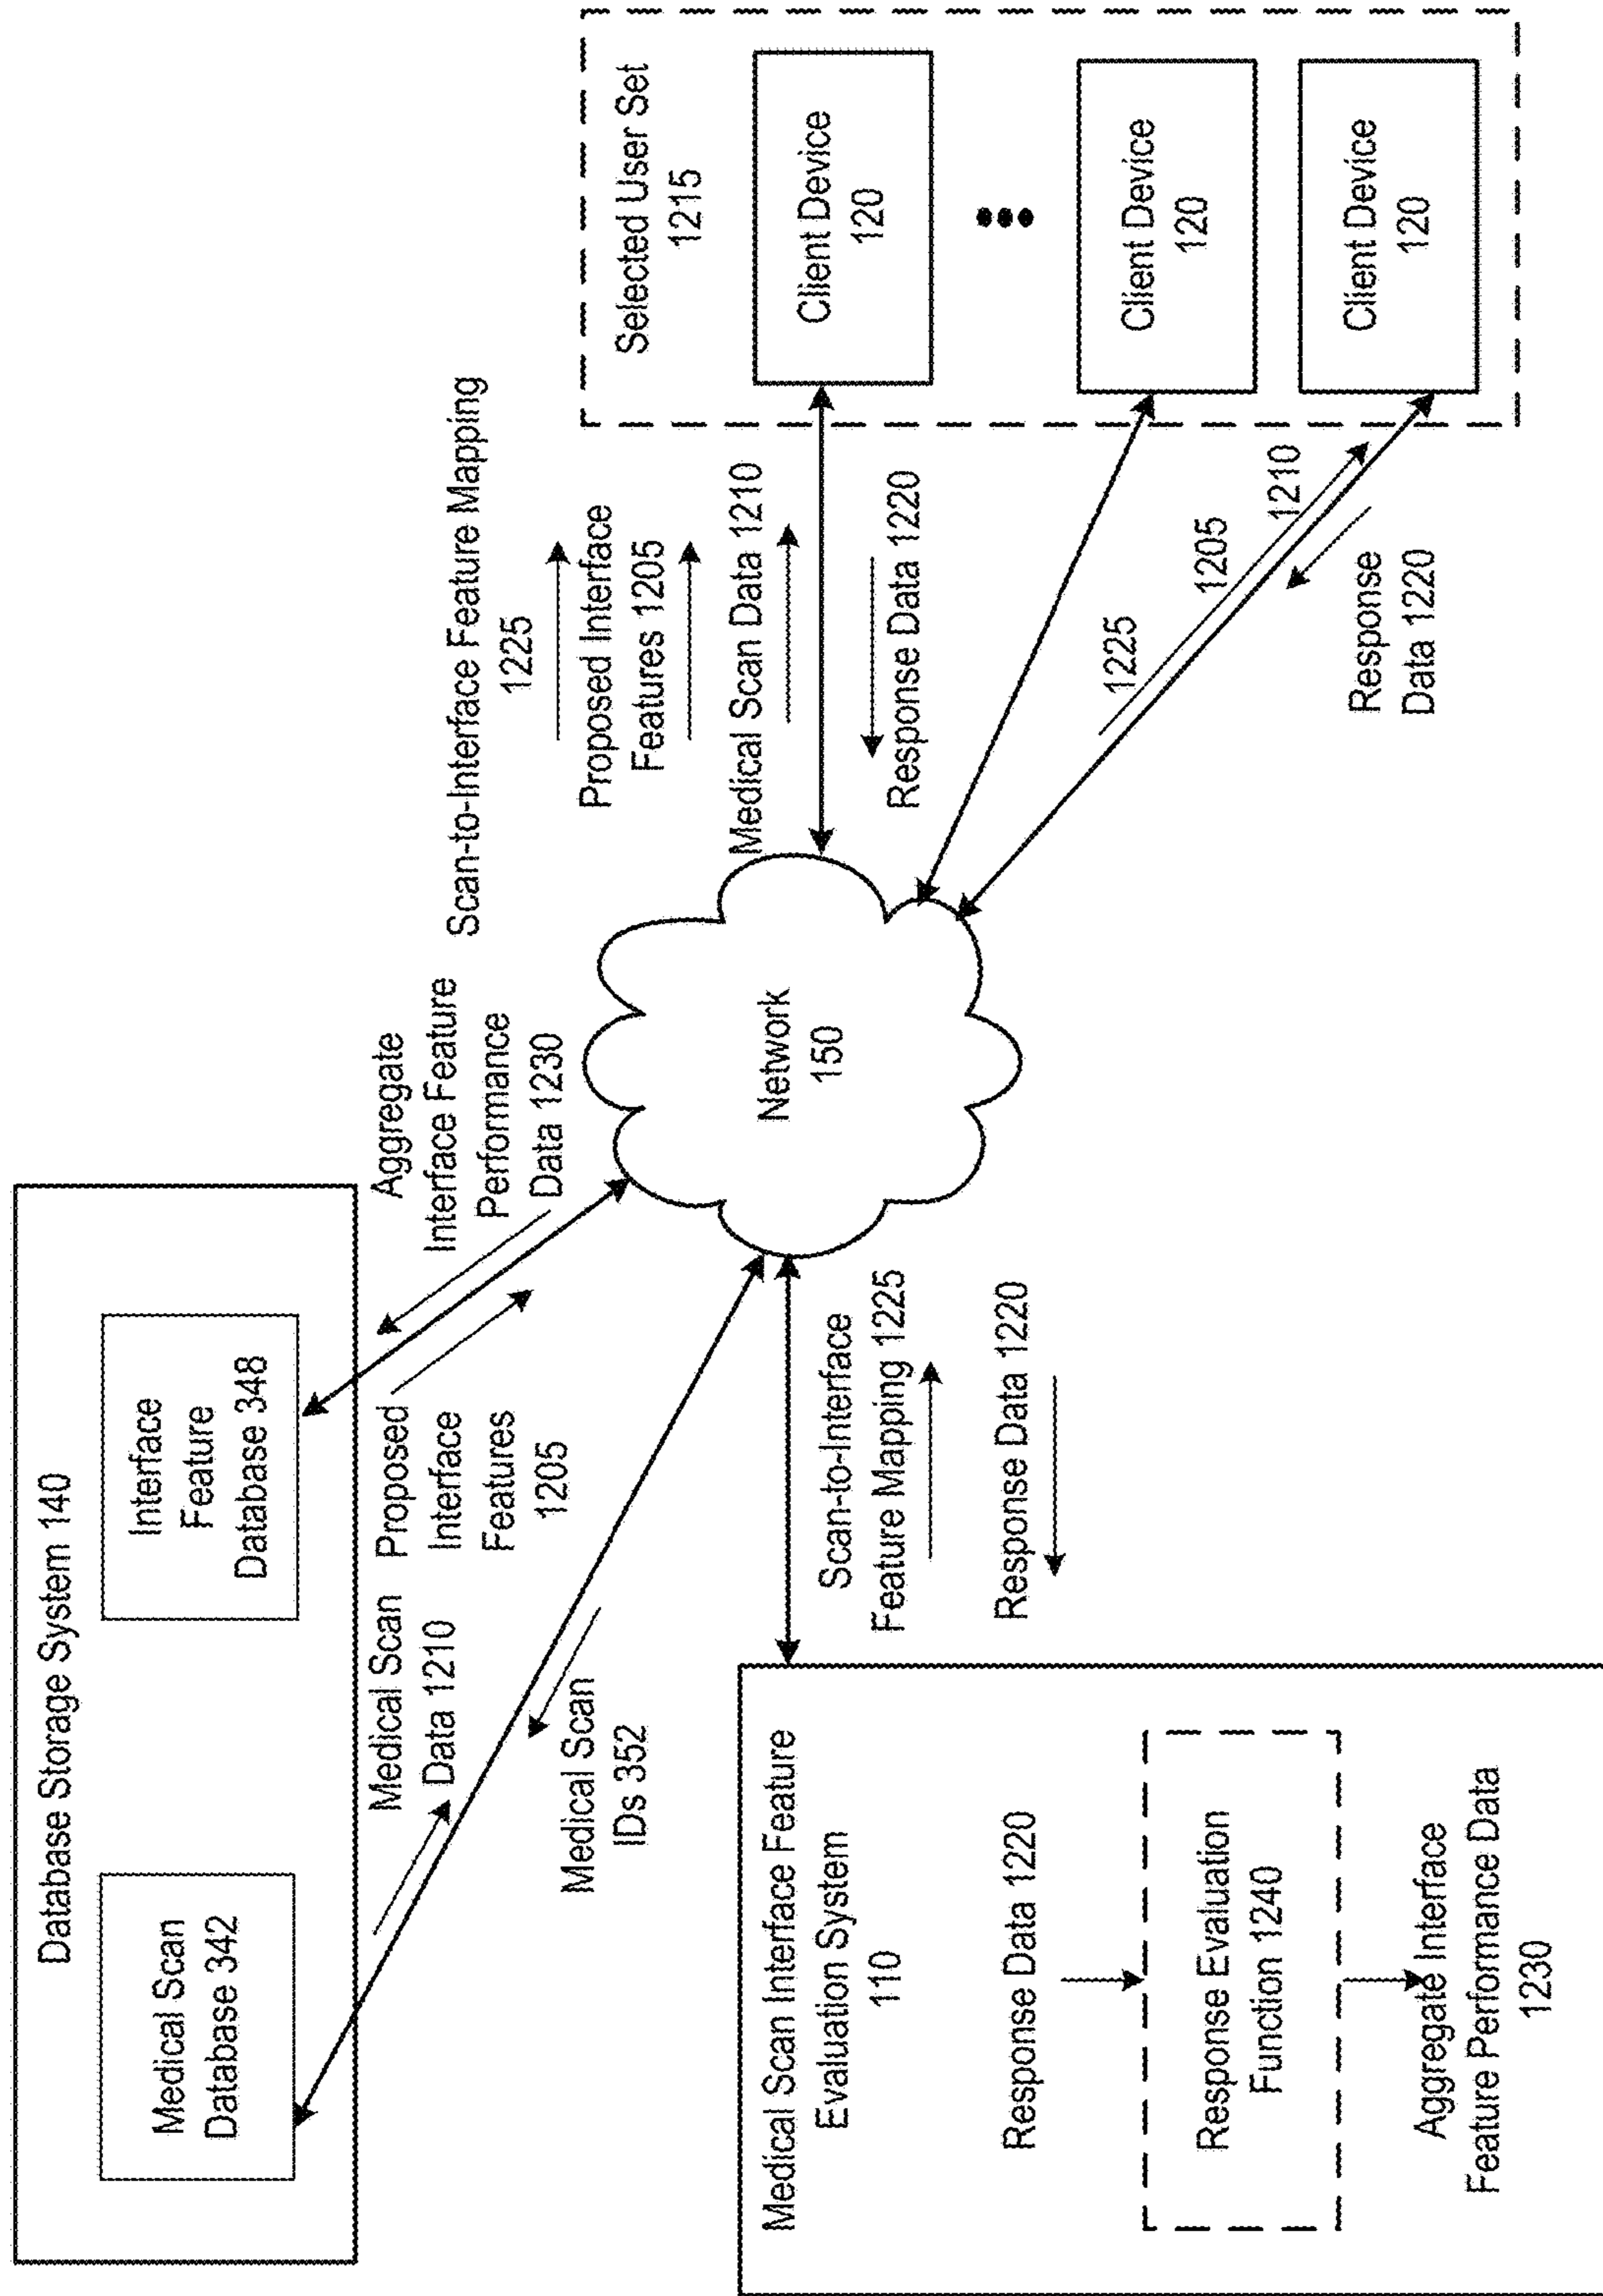 Database Storage System 140
Medical Scan
Database 342
Interface
Feature
Database 348
Medical Scan
Data 1210
Proposed
Interface
Features
1205
Aggregate
Interface Feature
Performance
Data 1230
Medical Scan
IDs 352
Scan-to-Interface Feature Mapping
1225
Proposed Interface
Features 1205
Medical Scan Data 1210
Response Data 1220
Selected User Set
1215
Client Device
120
Client Device
120
Client Device
120
Network
150
1225
1205
1210
Response
Data 1220
Scan-to-Interface
Feature Mapping 1225
Response Data 1220
Medical Scan Interface Feature
Evaluation System
110
Response Data 1220
Response Evaluation
Function 1240
Aggregate Interface
Feature Performance Data
1230